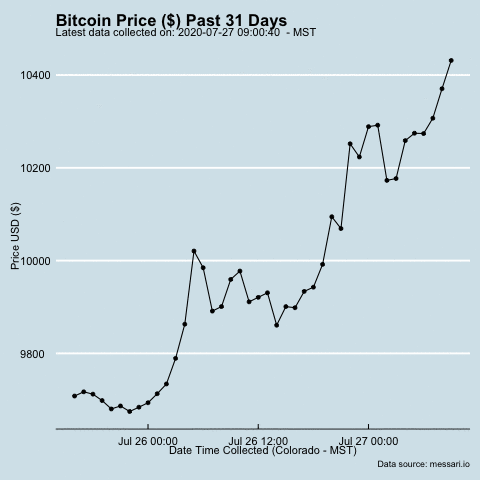 Bitcoin Price ($) Past 31 Days
Latest data collected on: 2020-07-27 09:00:40 - MST
10400
10200
10000
9800
Price USD ($)
Jul 26 00:00
Jul 26 12:00
Jul 27 00:00
Date Time Collected (Colorado - MST)
Data source: messari.io